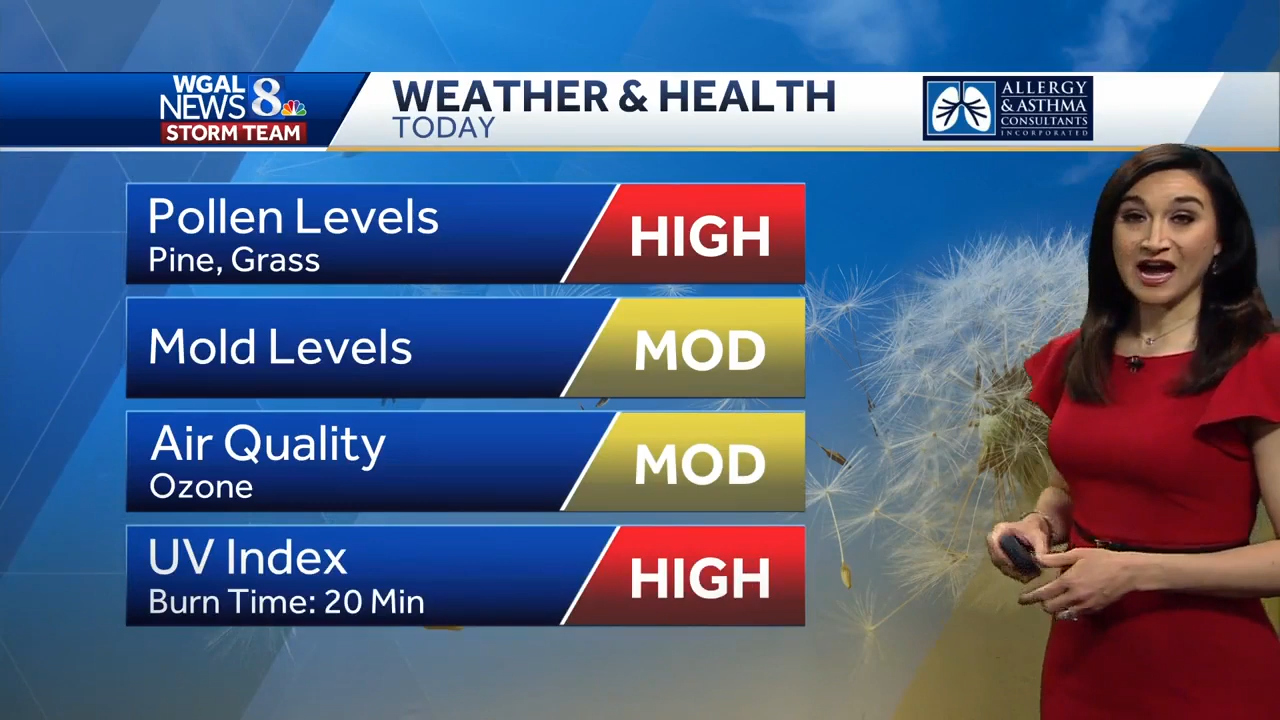 WGAL
NEWS 8
STORM TEAM
WEATHER & HEALTH
TODAY
ALLERGY
& ASTHMA
CONSULTANTS
INCORPORATED
Pollen Levels
Pine, Grass
HIGH
Mold Levels
MOD
Air Quality
Ozone
MOD
UV Index
Burn Time: 20 Min
HIGH